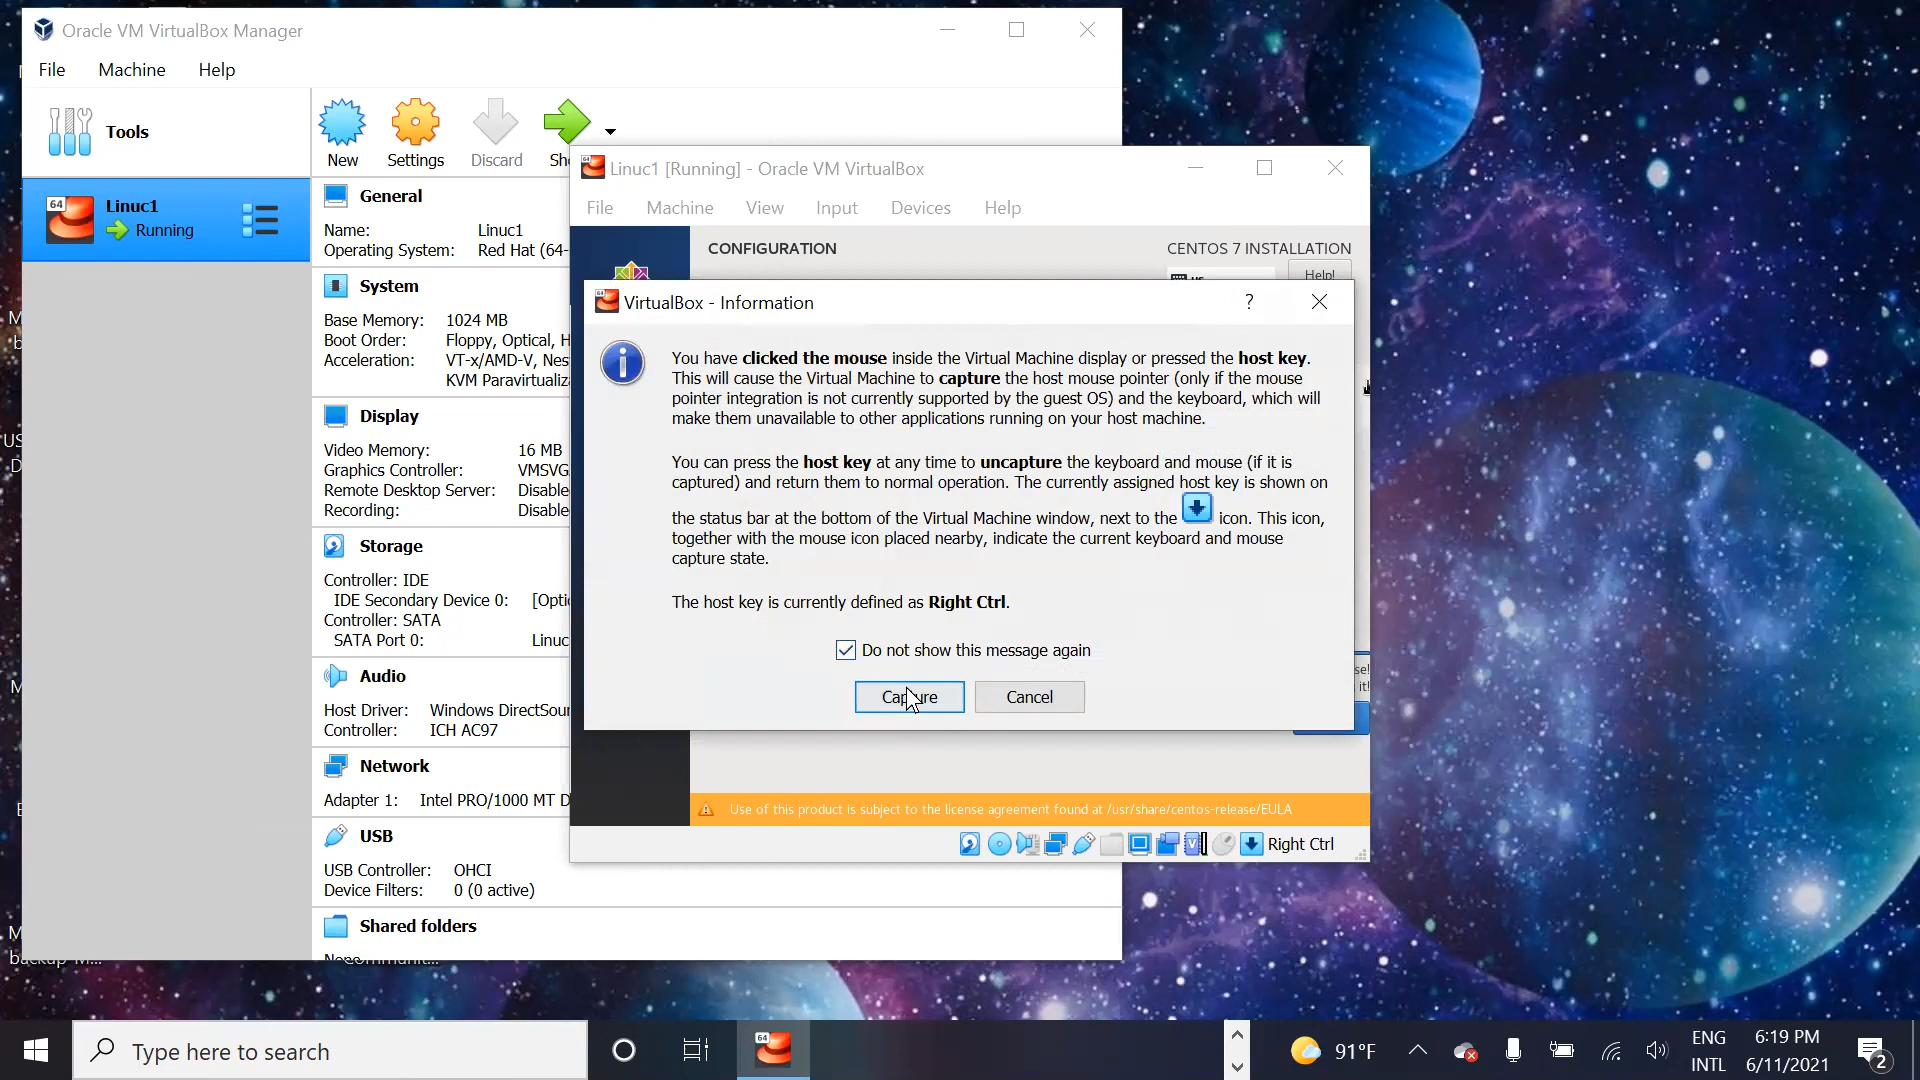 Oracle VM VirtualBox Manager
File Machine Help
Tools
New Settings Discard
64
Linuc1
Running
General
Name: Linuc1
Operating System: Red Hat (64-
System
Base Memory: 1024 MB
Boot Order: Floppy, Optical, H
Acceleration: VT-x/AMD-V, Nes
KVM Paravirtualiz
Display
Video Memory: 16 MB
Graphics Controller: VMSVG
Remote Desktop Server: Disable
Recording: Disable
Storage
Controller: IDE
IDE Secondary Device 0: [Opti
Controller: SATA
SATA Port 0: Linuc
Audio
Host Driver: Windows DirectSour
Controller: ICH AC97
Network
Adapter 1: Intel PRO/1000 MT D
USB
USB Controller: OHCI
Device Filters: 0 (0 active)
Shared folders
Linuc1 [Running] - Oracle VM VirtualBox
File Machine View Input Devices Help
CONFIGURATION
CENTOS 7 INSTALLATION
Help!
VirtualBox - Information
?
You have clicked the mouse inside the Virtual Machine display or pressed the host key.
This will cause the Virtual Machine to capture the host mouse pointer (only if the mouse
pointer integration is not currently supported by the guest OS) and the keyboard, which will
make them unavailable to other applications running on your host machine.
You can press the host key at any time to uncapture the keyboard and mouse (if it is
captured) and return them to normal operation. The currently assigned host key is shown on
the status bar at the bottom of the Virtual Machine window, next to the icon. This icon,
together with the mouse icon placed nearby, indicate the current keyboard and mouse
capture state.
The host key is currently defined as Right Ctrl.
Do not show this message again
Capture Cancel
se!
it!
Use of this product is subject to the license agreement found at /usr/share/centos-release/EULA
Right Ctrl
Type here to search
64
91°F
ENG
INTL
6:19 PM
6/11/2021
2